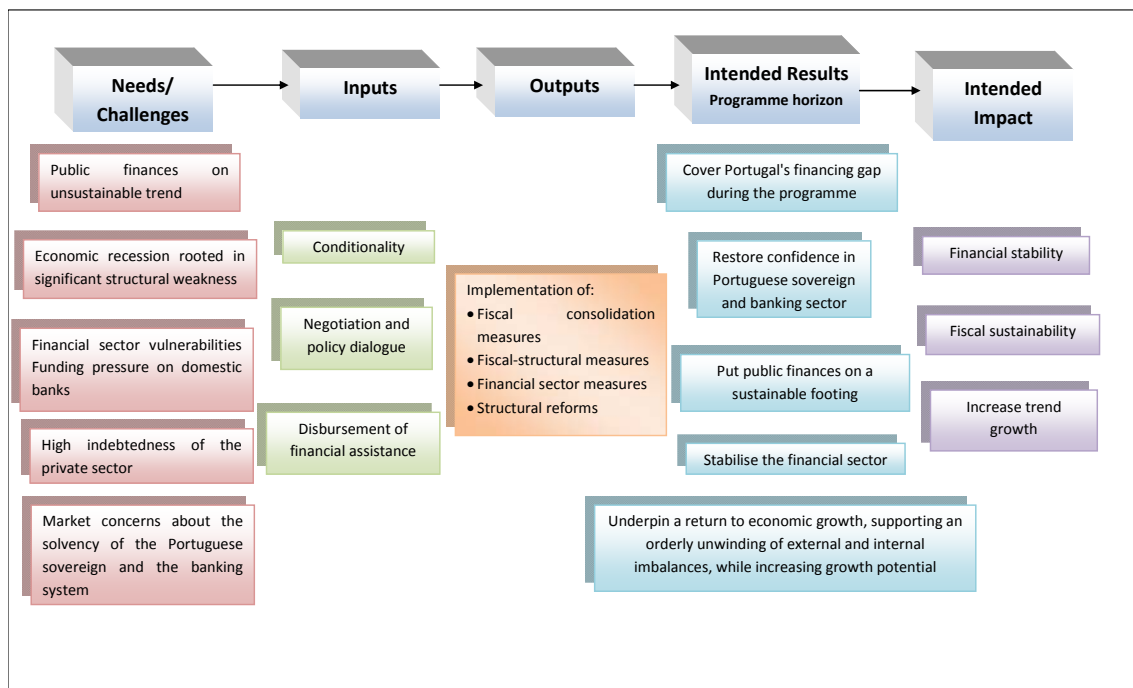 Needs/
Challenges
Inputs
Outputs
Intended Results
Programme horizon
Intended
Impact
Public finances on
unsustainable trend
Economic recession rooted in
significant structural weakness
Financial sector vulnerabilities
Funding pressure on domestic
banks
High indebtedness of the
private sector
Market concerns about the
solvency of the Portuguese
sovereign and the banking
system
Conditionality
Negotiation and
policy dialogue
Disbursement of
financial assistance
Implementation of:
• Fiscal consolidation
measures
• Fiscal-structural measures
• Financial sector measures
• Structural reforms
Cover Portugal's financing gap
during the programme
Restore confidence in
Portuguese sovereign
and banking sector
Put public finances on a
sustainable footing
Stabilise the financial sector
Underpin a return to economic growth, supporting an
orderly unwinding of external and internal
imbalances, while increasing growth potential
Financial stability
Fiscal sustainability
Increase trend
growth